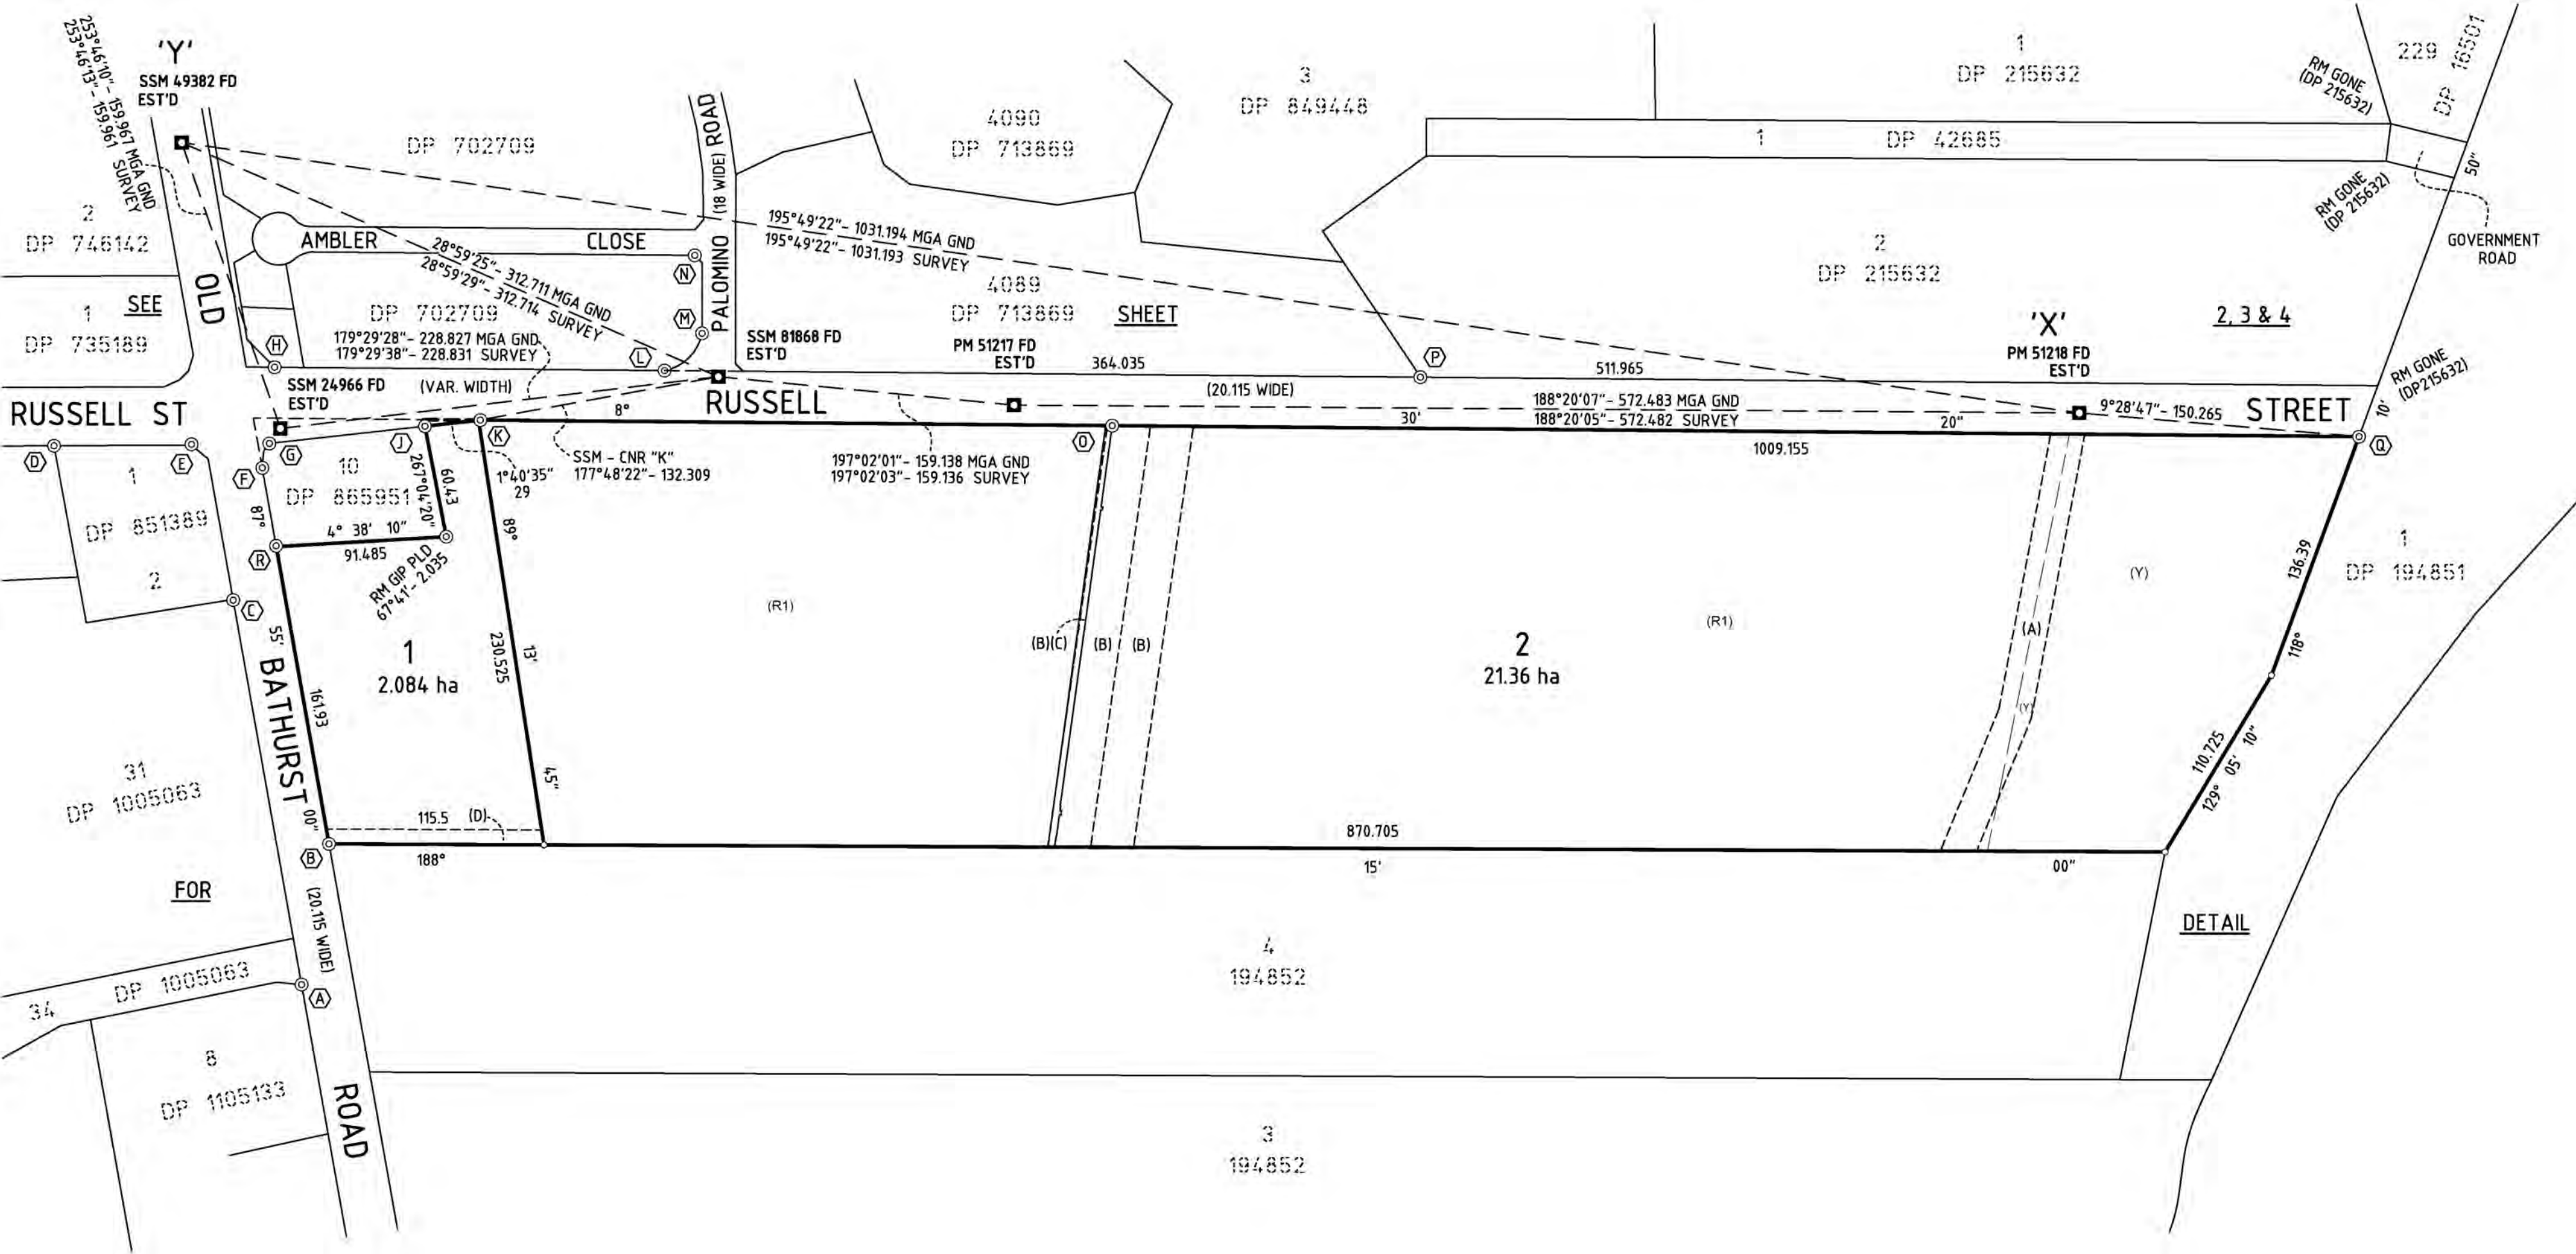 253°46'10"- 159.967 MGA GND
253°46'13"- 159.961 SURVEY
'Y'
SSM 49382 FD
EST'D
DP 702709
PALOMINO (18 WIDE) ROAD
4090
DP 713869
3
DP 849448
1
DP 215632
RM GONE
(DP 215632)
229
DP 16501
1 DP 42685
50"
RM GONE
(DP 215632)
GOVERNMENT
ROAD
2
DP 746142
AMBLER CLOSE
28°59'25"- 312.711 MGA GND
28°59'29"- 312.714 SURVEY
195°49'22"- 1031.194 MGA GND
195°49'22"- 1031.193 SURVEY
2
DP 215632
N
M
4089
DP 713869
SHEET
'X'
2, 3 & 4
1
DP 735189
SEE
OLD
DP 702709
179°29'28"- 228.827 MGA GND
179°29'38"- 228.831 SURVEY
H
L
SSM 81868 FD
EST'D
PM 51217 FD
EST'D
364.035
P
511.965
PM 51218 FD
EST'D
RM GONE
(DP215632)
SSM 24966 FD
EST'D
(VAR. WIDTH)
(20.115 WIDE)
RUSSELL ST
8°
RUSSELL
188°20'07"- 572.483 MGA GND
188°20'05"- 572.482 SURVEY
9°28'47"- 150.265
STREET
10'
30'
20"
1009.155
D
E
F
G
J
K
O
Q
SSM - CNR "K"
177°48'22"- 132.309
1°40'35"
29
197°02'01"- 159.138 MGA GND
197°02'03"- 159.136 SURVEY
1
DP 851389
2
10
DP 865951
267°04'20"
60.43
87°
4° 38' 10"
91.485
R
RM GIP PLD
67°41'- 2.035
89°
C
55'
1
2.084 ha
230.525
13'
45"
(R1)
(B)(C)
(B)
(B)
2
21.36 ha
(R1)
(A)
(Y)
(Y)
136.39
118°
1
DP 194851
BATHURST
161.93
00"
31
DP 1005063
115.5
(D)
188°
B
870.705
15'
00"
110.725
129° 05' 10"
FOR
(20.115 WIDE)
DETAIL
4
194852
34
DP 1005063
A
8
DP 1105133
ROAD
3
194852